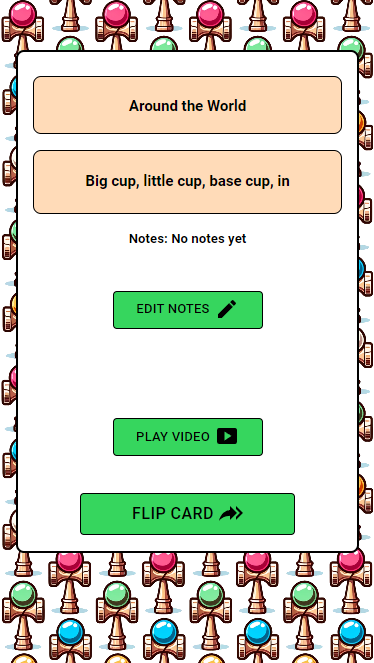 Around the World
Big cup, little cup, base cup, in
Notes: No notes yet
EDIT NOTES
PLAY VIDEO
FLIP CARD